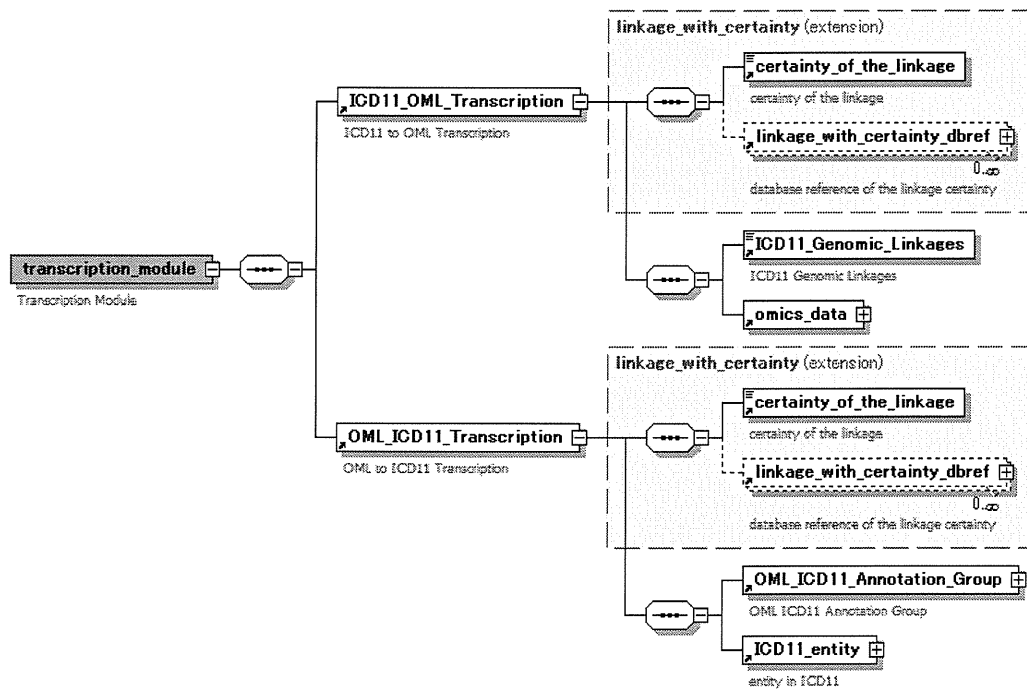 linkage_with_certainty (extension)
certainty_of_the_linkage
certainty of the linkage
ICD11_OML_Transcription
ICD11 to OML Transcription
linkage_with_certainty_dbref
0..∞
database reference of the linkage certainty
ICD11_Genomic_Linkages
ICD11 Genomic Linkages
transcription_module
Transcription Module
omics_data
linkage_with_certainty (extension)
certainty_of_the_linkage
certainty of the linkage
OML_ICD11_Transcription
OML to ICD11 Transcription
linkage_with_certainty_dbref
0..∞
database reference of the linkage certainty
OML_ICD11_Annotation_Group
OML ICD11 Annotation Group
ICD11_entity
entity in ICD11